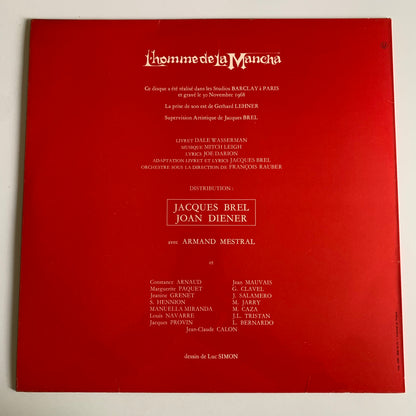 L'homme de La Mancha
Ce disque a été réalisé dans les Studios BARCLAY à PARIS
et gravé le 30 Novembre 1968
La prise de son est de Gerhard LEHNER
Supervision Artistique de Jacques BREL
LIVRET DALE WASSERMAN
MUSIQUE MITCH LEIGH
LYRICS JOE DARION
ADAPTATION LIVRET ET LYRICS JACQUES BREL
ORCHESTRE SOUS LA DIRECTION DE FRANÇOIS RAUBER
DISTRIBUTION :
JACQUES BREL
JOAN DIENER
avec ARMAND MESTRAL
et
Constance ARNAUD
Marguerite PAQUET
Jeanine GRENET
S. HENNION
MANUELLA MIRANDA
Louis NAVARRE
Jacques PROVIN
Jean MAUVAIS
G. CLAVEL
J. SALAMERO
M. JARRY
M. CAZA
J.L. TRISTAN
L. BERNARDO
Jean-Claude CALON
dessin de Luc SIMON